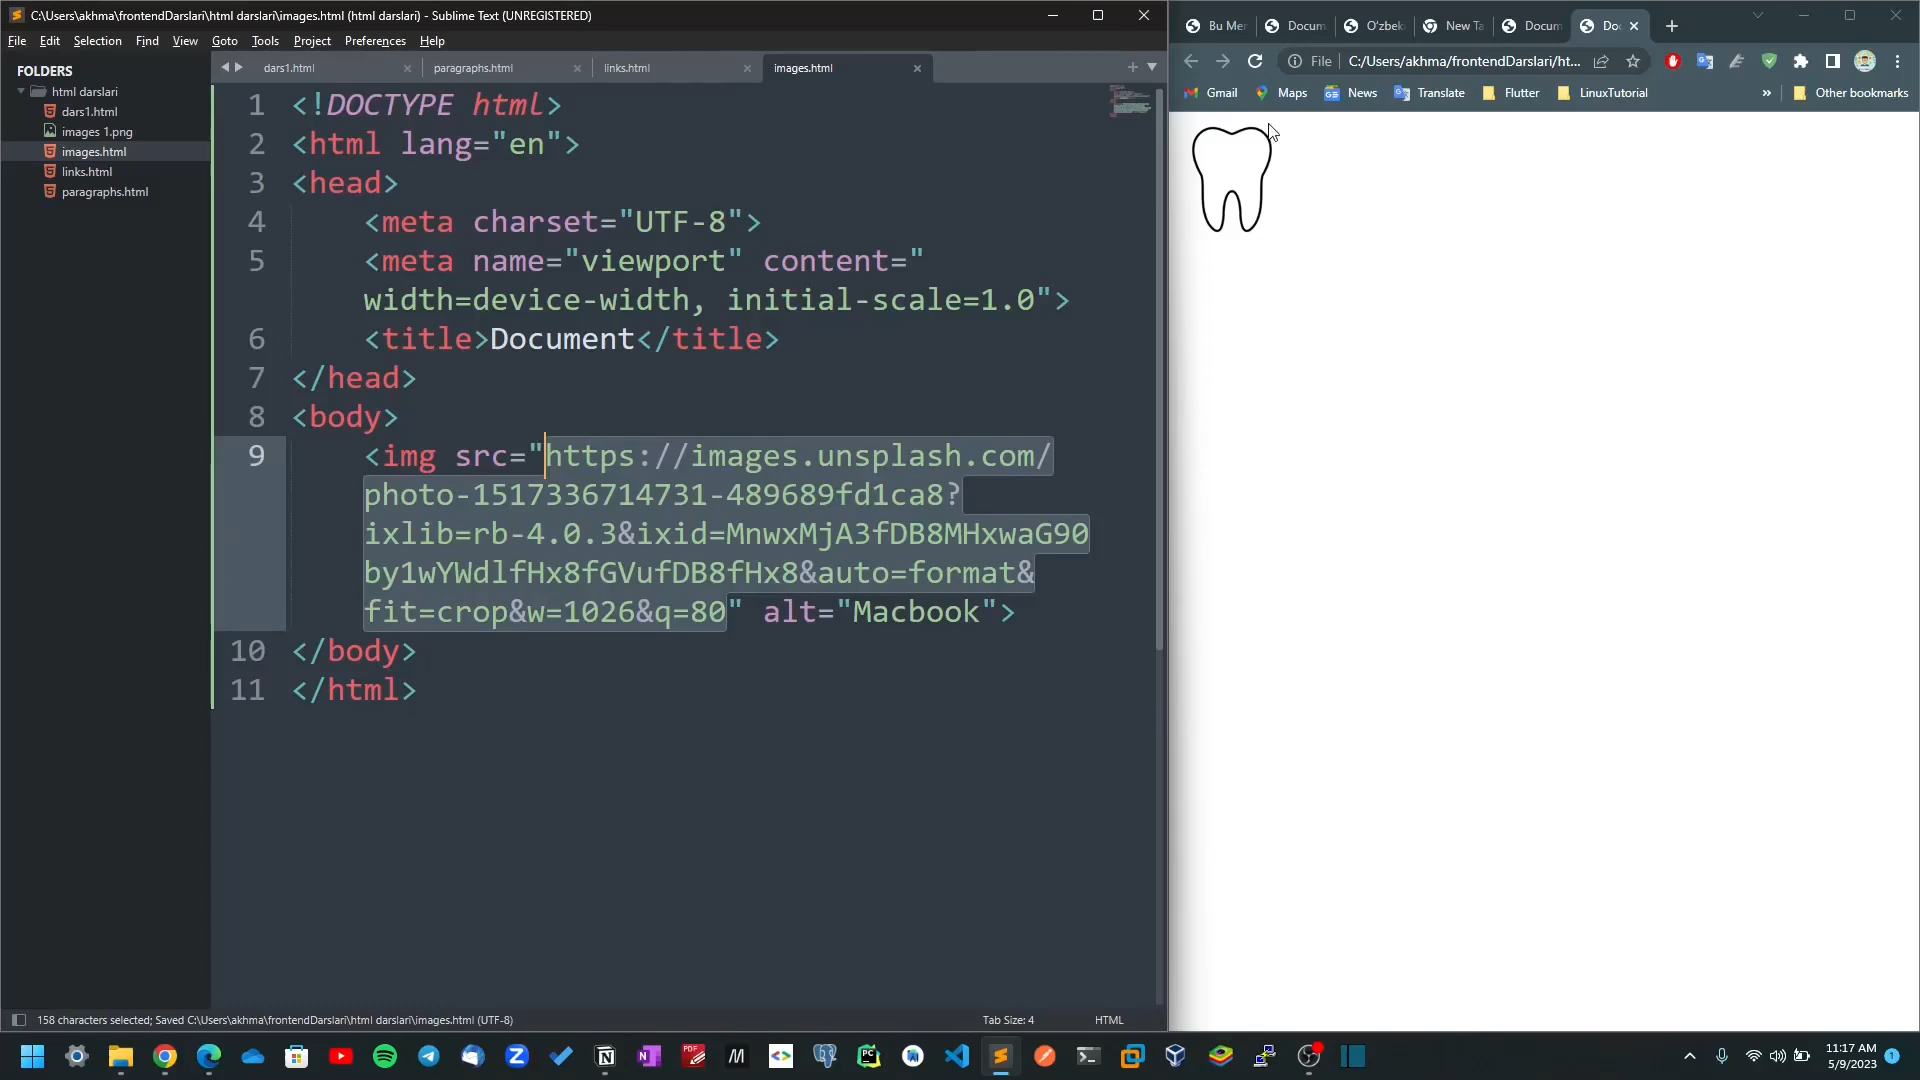 C:\Users\akhma\frontendDarslari\html darslari\images.html (html darslari) - Sublime Text (UNREGISTERED)
File Edit Selection Find View Goto Tools Project Preferences Help
FOLDERS
html darslari
dars1.html
images 1.png
images.html
links.html
paragraphs.html
dars1.html paragraphs.html links.html images.html
1 <!DOCTYPE html>
2 <html lang="en">
3 <head>
4 <meta charset="UTF-8">
5 <meta name="viewport" content="
width=device-width, initial-scale=1.0">
6 <title>Document</title>
7 </head>
8 <body>
9 <img src="https://images.unsplash.com/
photo-1517336714731-489689fd1ca8?
ixlib=rb-4.0.3&ixid=MnwxMjA3fDB8MHxwaG90
by1wYWdlfHx8fGVufDB8fHx8&auto=format&
fit=crop&w=1026&q=80" alt="Macbook">
10 </body>
11 </html>
158 characters selected; Saved C:\Users\akhma\frontendDarslari\html darslari\images.html (UTF-8)
Tab Size: 4 HTML
Bu Mer Docum O'zbek New Ta Docum Doc
File C:/Users/akhma/frontendDarslari/ht...
Gmail Maps News Translate Flutter LinuxTutorial » Other bookmarks
11:17 AM
5/9/2023
1